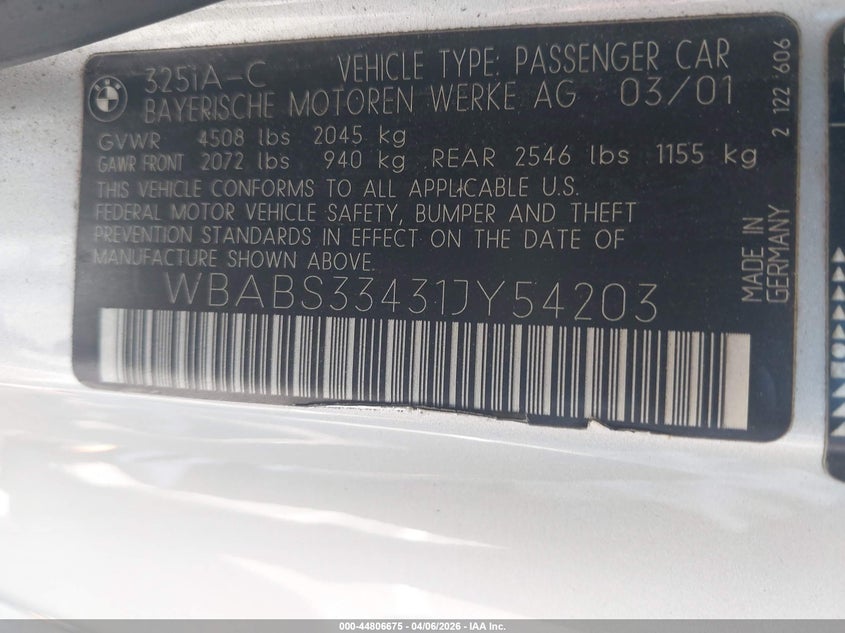 325iA-C VEHICLE TYPE: PASSENGER CAR
BAYERISCHE MOTOREN WERKE AG 03/01
GVWR 4508 lbs 2045 kg
GAWR FRONT 2072 lbs 940 kg REAR 2546 lbs 1155 kg
THIS VEHICLE CONFORMS TO ALL APPLICABLE U.S.
FEDERAL MOTOR VEHICLE SAFETY, BUMPER AND THEFT
PREVENTION STANDARDS IN EFFECT ON THE DATE OF
MANUFACTURE SHOWN ABOVE.
WBABS33431JY54203
2 122 606
MADE IN
GERMANY
000-44806675 - 04/06/2026 - IAA Inc.